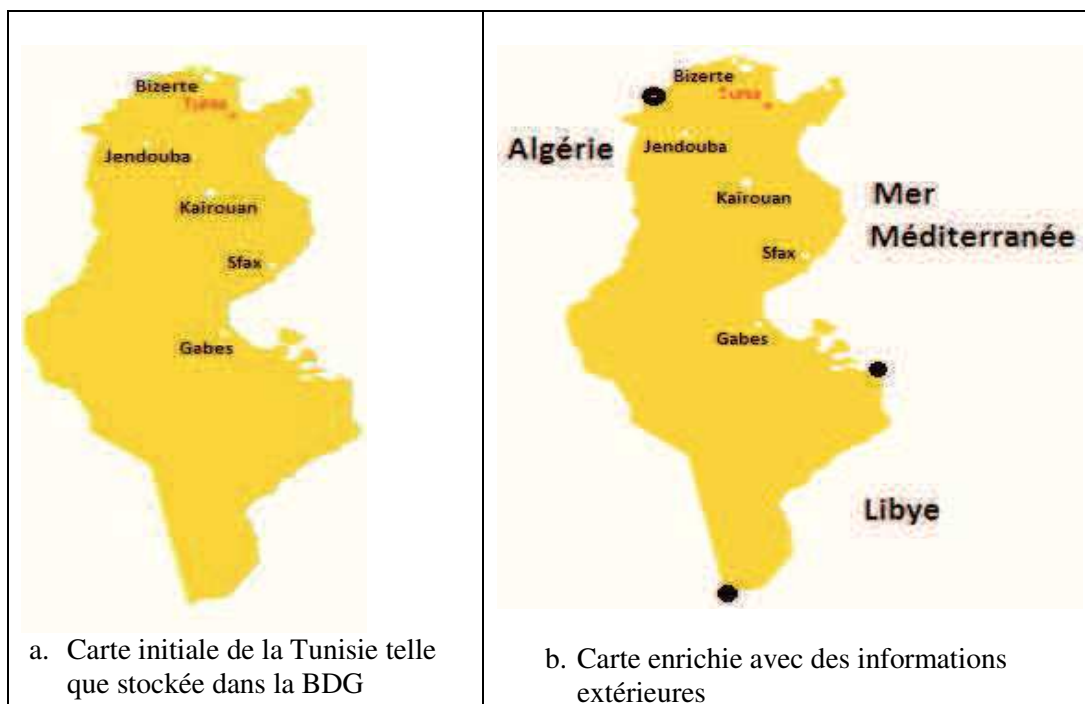 Bizerte
Tunis
Jendouba
Kairouan
Sfax
Gabes
a. Carte initiale de la Tunisie telle
que stockée dans la BDG
Bizerte
Tunis
Algérie
Jendouba
Kairouan
Mer
Méditerranée
Sfax
Gabes
Libye
b. Carte enrichie avec des informations
extérieures